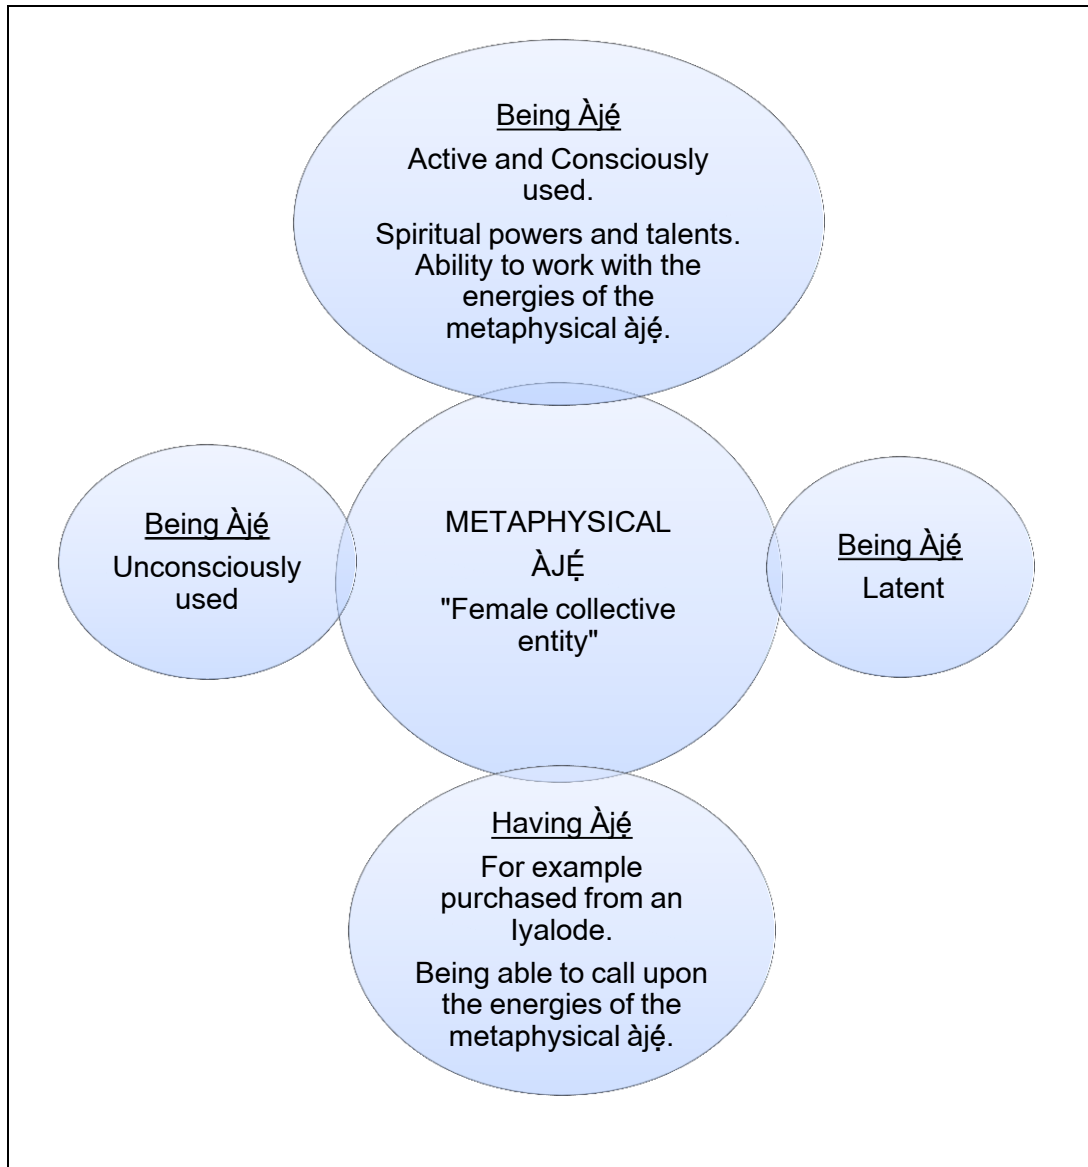 Being Àjẹ́
Active and Consciously
used.
Spiritual powers and talents.
Ability to work with the
energies of the
metaphysical àjẹ́.
Being Àjẹ́
Unconsciously
used
METAPHYSICAL
ÀJẸ́
"Female collective
entity"
Being Àjẹ́
Latent
Having Àjẹ́
For example
purchased from an
Iyalode.
Being able to call upon
the energies of the
metaphysical àjẹ́.